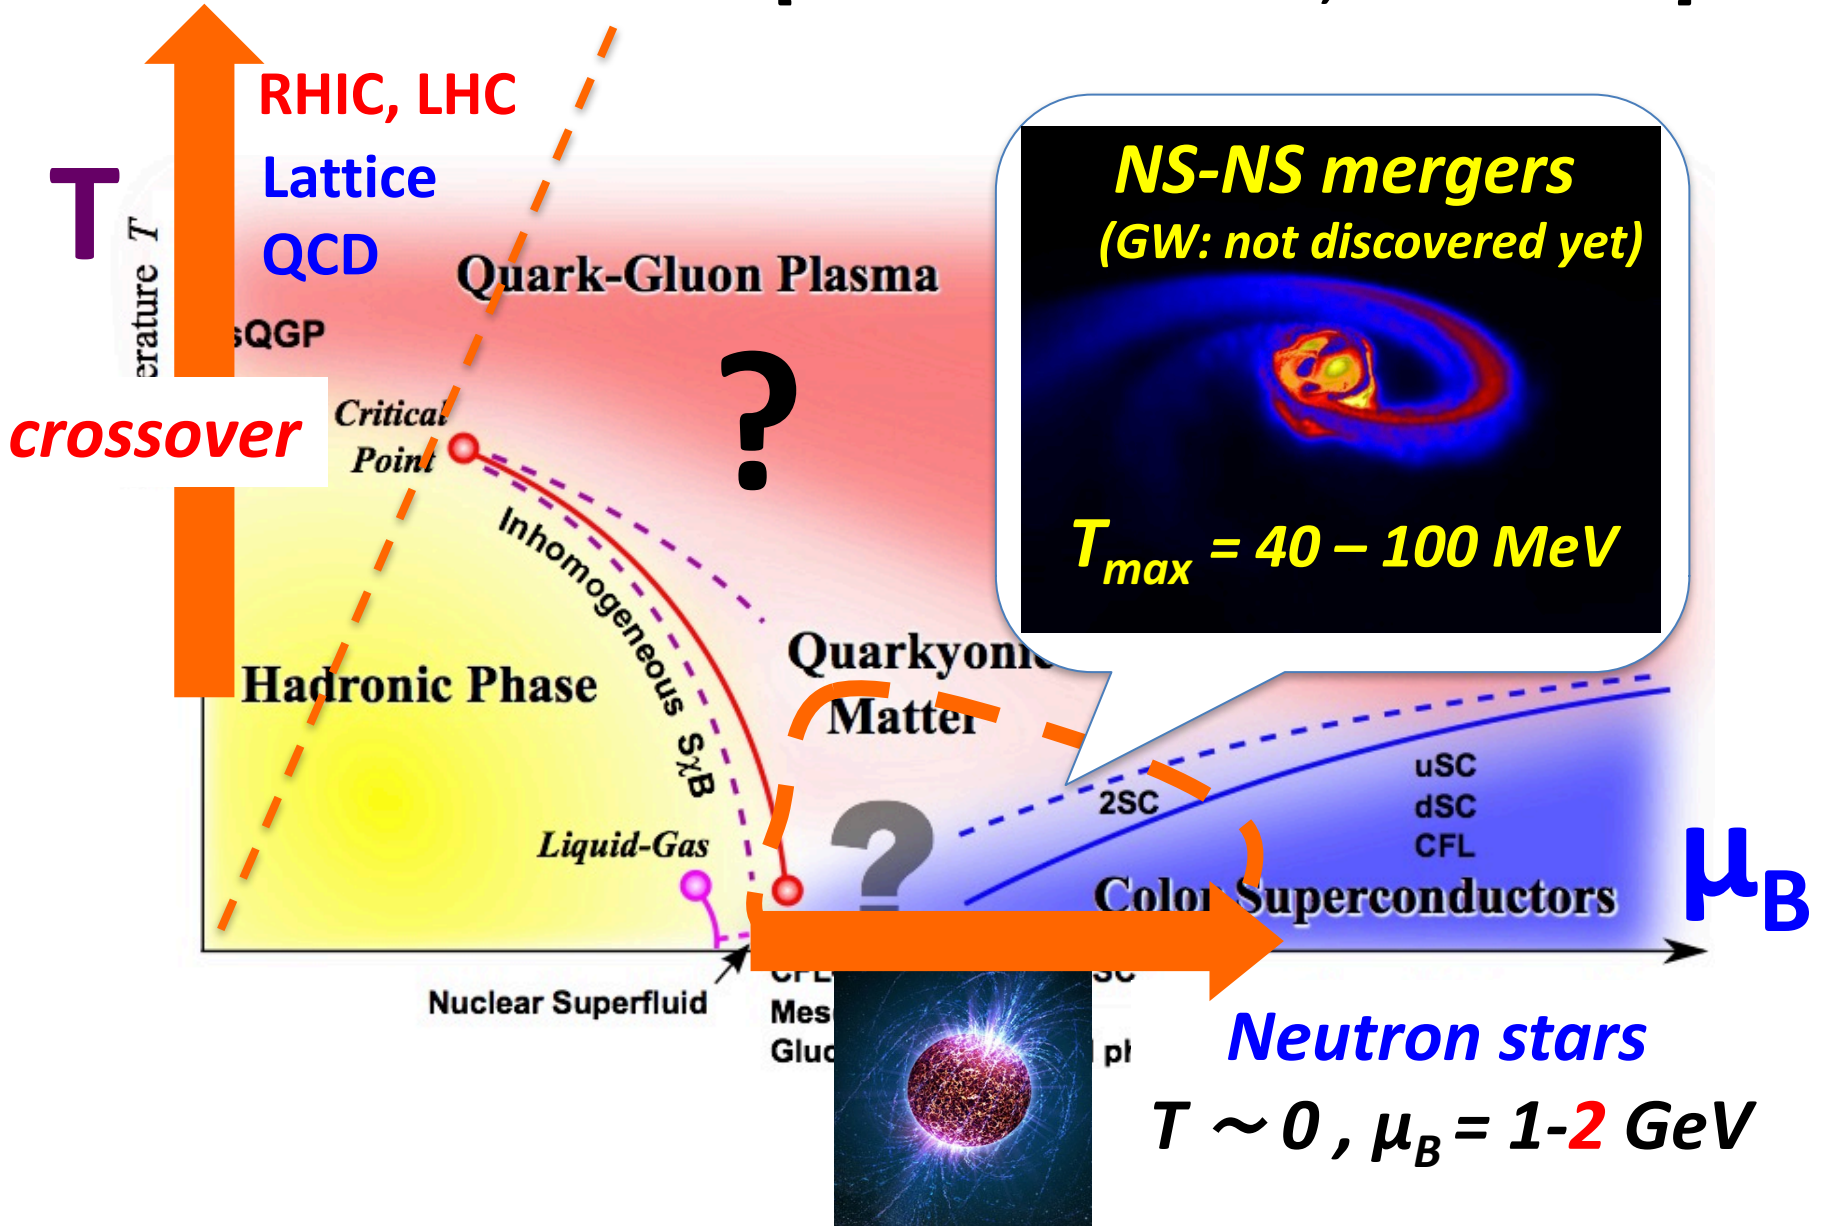 RHIC, LHC
Lattice
QCD
T
T
sQGP
Quark-Gluon Plasma
?
NS-NS mergers
(GW: not discovered yet)
Tmax = 40 – 100 MeV
crossover
Critical
Point
Inhomogeneous SχB
Hadronic Phase
Matter
?
Liquid-Gas
2SC
uSC
dSC
CFL
Color Superconductors
μB
Nuclear Superfluid
Neutron stars
T ～ 0 , μB = 1-2 GeV